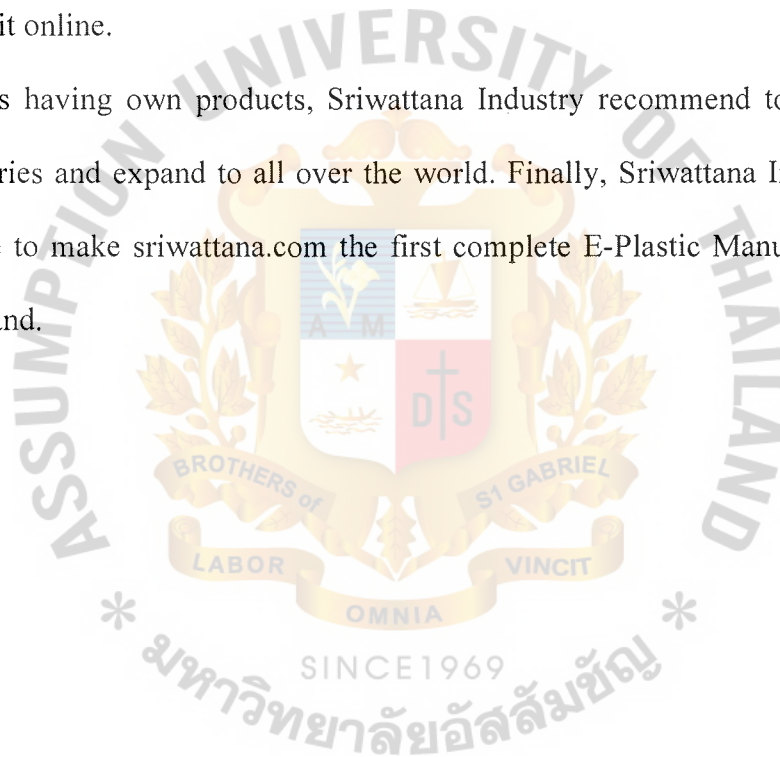 it online.
s having own products, Sriwattana Industry recommend to
ries and expand to all over the world. Finally, Sriwattana I
to make sriwattana.com the first complete E-Plastic Manu
and.
ASSUMPTION UNIVERSITY OF THAILAND
A M
D S
BROTHERS of ST GABRIEL
LABOR
VINCIT
OMNIA
SINCE1969
* มหาวิทยาลัยอัสสัมชัญ *